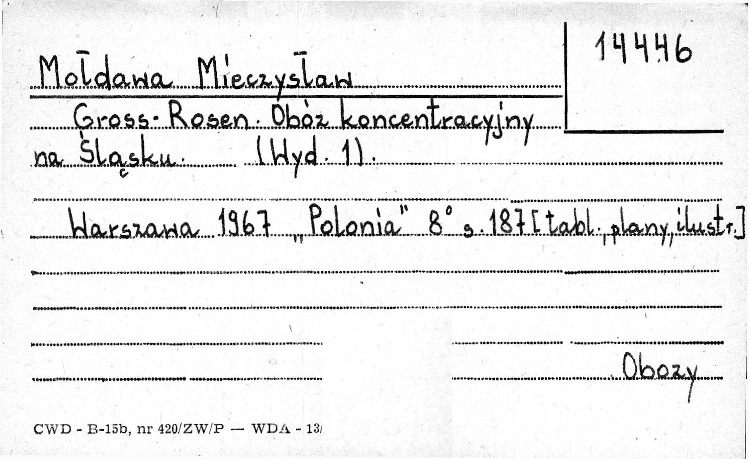 14446
Mołdawa Mieczysław
Gross-Rosen. Obóz koncentracyjny
na Śląsku. (Wyd. 1).
Warszawa 1967 „Polonia" 8° s. 187 [tabl., plany, ilustr.]
Obozy
CWD - B-15b, nr 420/ZW/P — WDA - 13/